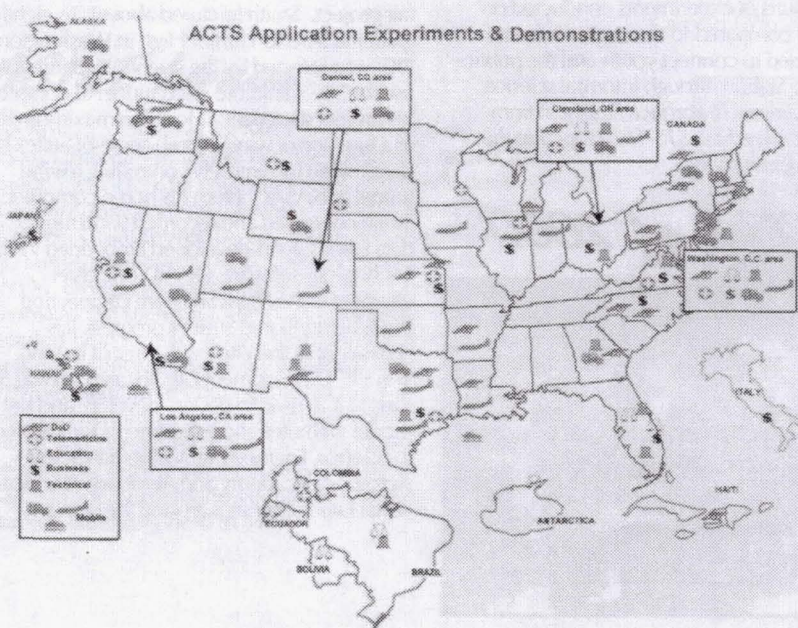 ACTS Application Experiments & Demonstrations
ALASKA
Denver, CO area
$
Cleveland, OH area
$
CANADA
$
JAPAN
$
$
$
$
$
$
$
$
Washington, D.C. area
$
$
$
HAWAII
$
$
Los Angeles, CA area
$
$
ITALY
$
$
DoD
Telemedicine
Education
$ Business
Technical
Mobile
COLOMBIA
ECUADOR
BOLIVIA
BRAZIL
ANTARCTICA
HAITI